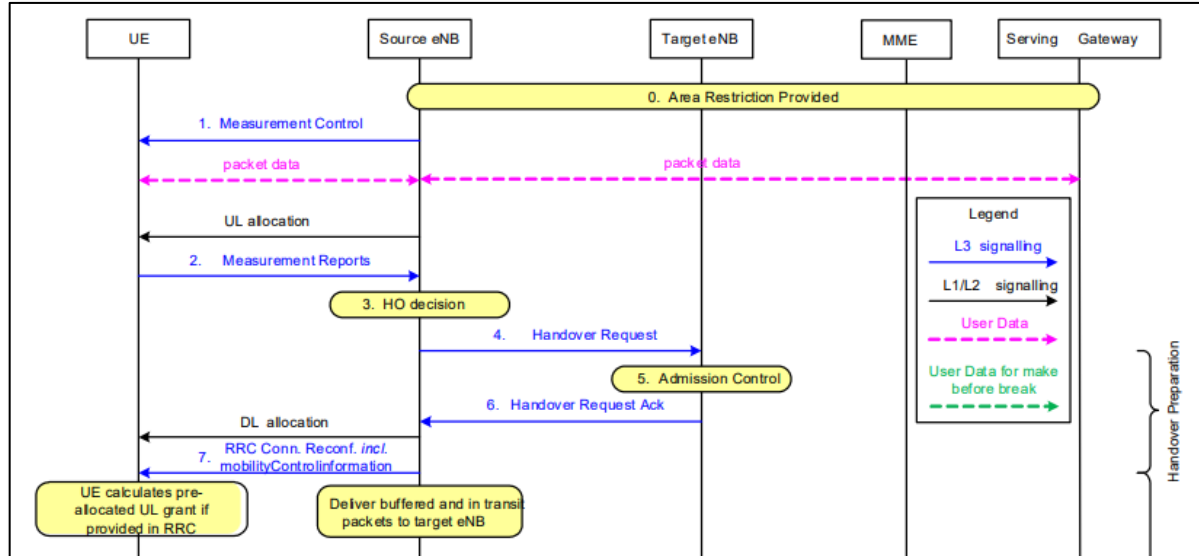 UE
Source eNB
Target eNB
MME
Serving Gateway
0. Area Restriction Provided
1. Measurement Control
packet data
packet data
UL allocation
Legend
L3 signalling
L1/L2 signalling
User Data
User Data for make
before break
2. Measurement Reports
3. HO decision
4. Handover Request
5. Admission Control
6. Handover Request Ack
DL allocation
7. RRC Conn. Reconf. incl.
mobilityControlinformation
UE calculates pre-
allocated UL grant if
provided in RRC
Deliver buffered and in transit
packets to target eNB
Handover Preparation